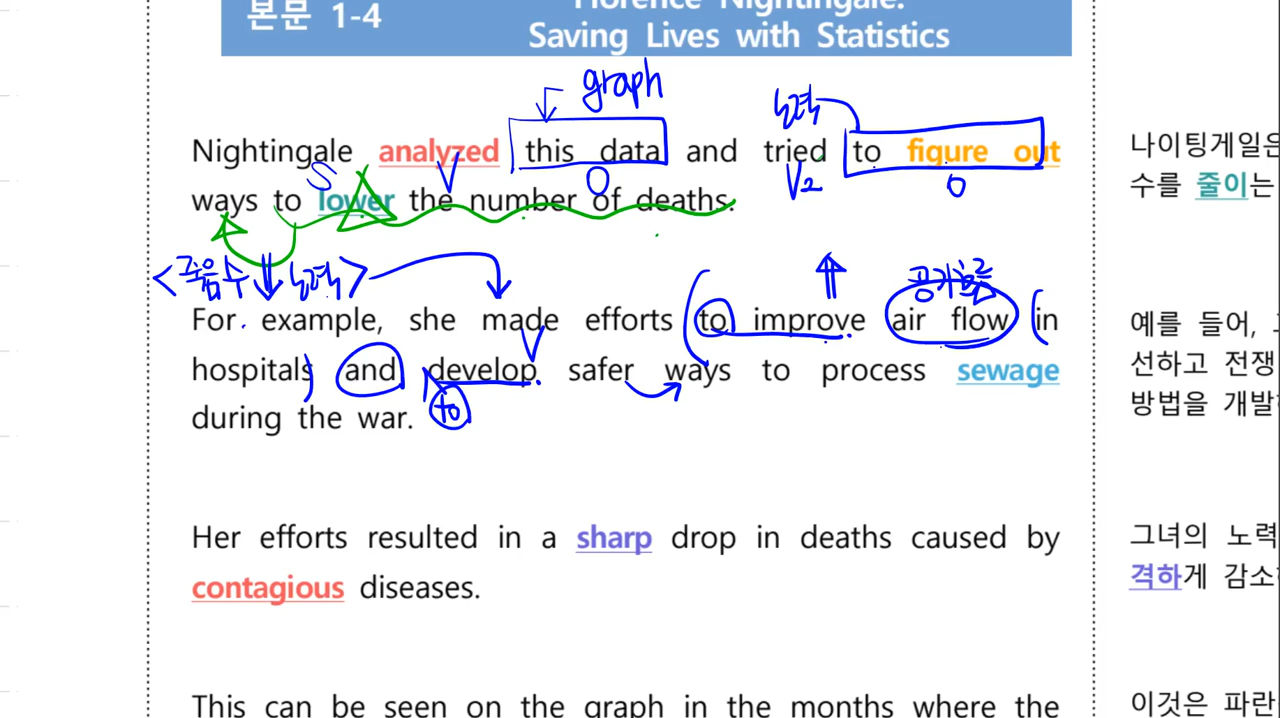 본문 1-4
Florence Nightingale:
Saving Lives with Statistics
graph
노력
Nightingale analyzed this data and tried to figure out
S V O V2 O
ways to lower the number of deaths.
<죽음 수 ↓ 노력>
공기흐름
For example, she made efforts to improve air flow in
V
hospitals and develop safer ways to process sewage
to
during the war.
Her efforts resulted in a sharp drop in deaths caused by
contagious diseases.
This can be seen on the graph in the months where the
나이팅게일은
수를 줄이는
예를 들어,
선하고 전쟁
방법을 개발
그녀의 노력
격하게 감소
이것은 파란